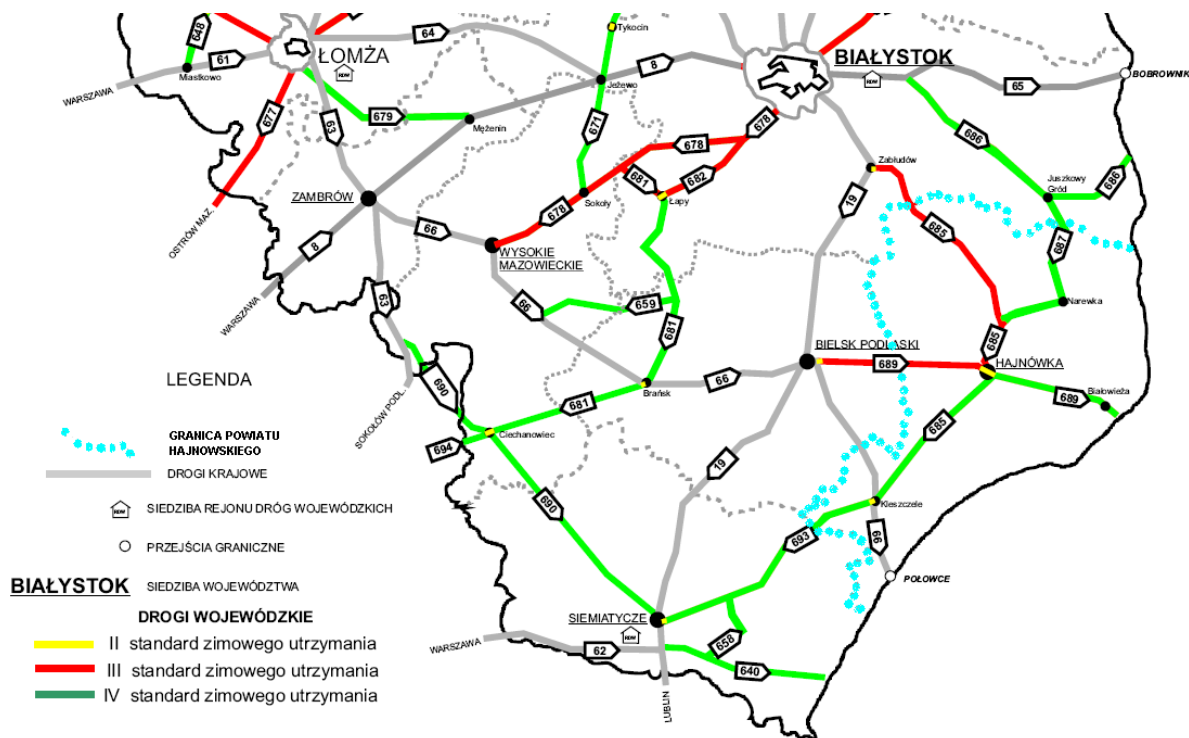 Tykocin
648
64
61
ŁOMŻA
RDW
Miastkowo
WARSZAWA
8
Jeżewo
BIAŁYSTOK
RDW
65
BOBROWNIK
677
63
679
Mężenin
671
678
678
686
Zabłudów
ZAMBRÓW
OSTRÓW MAZ.
681
682
Sokoły
Łapy
678
19
Juszkowy
Gród
686
66
WYSOKIE
MAZOWIECKIE
8
685
687
WARSZAWA
63
66
659
681
Narewka
685
BIELSK PODLASKI
HAJNÓWKA
689
LEGENDA
690
SOKOŁÓW PODL.
66
Brańsk
681
689
Białowieża
685
694
Ciechanowiec
GRANICA POWIATU
HAJNOWSKIEGO
DROGI KRAJOWE
19
690
Kleszczele
RDW
SIEDZIBA REJONU DRÓG WOJEWÓDZKICH
693
66
PRZEJŚCIA GRANICZNE
POŁOWCE
BIAŁYSTOK
SIEDZIBA WOJEWÓDZTWA
DROGI WOJEWÓDZKIE
SIEMIATYCZE
RDW
II standard zimowego utrzymania
WARSZAWA
62
658
III standard zimowego utrzymania
640
IV standard zimowego utrzymania
LUBLIN